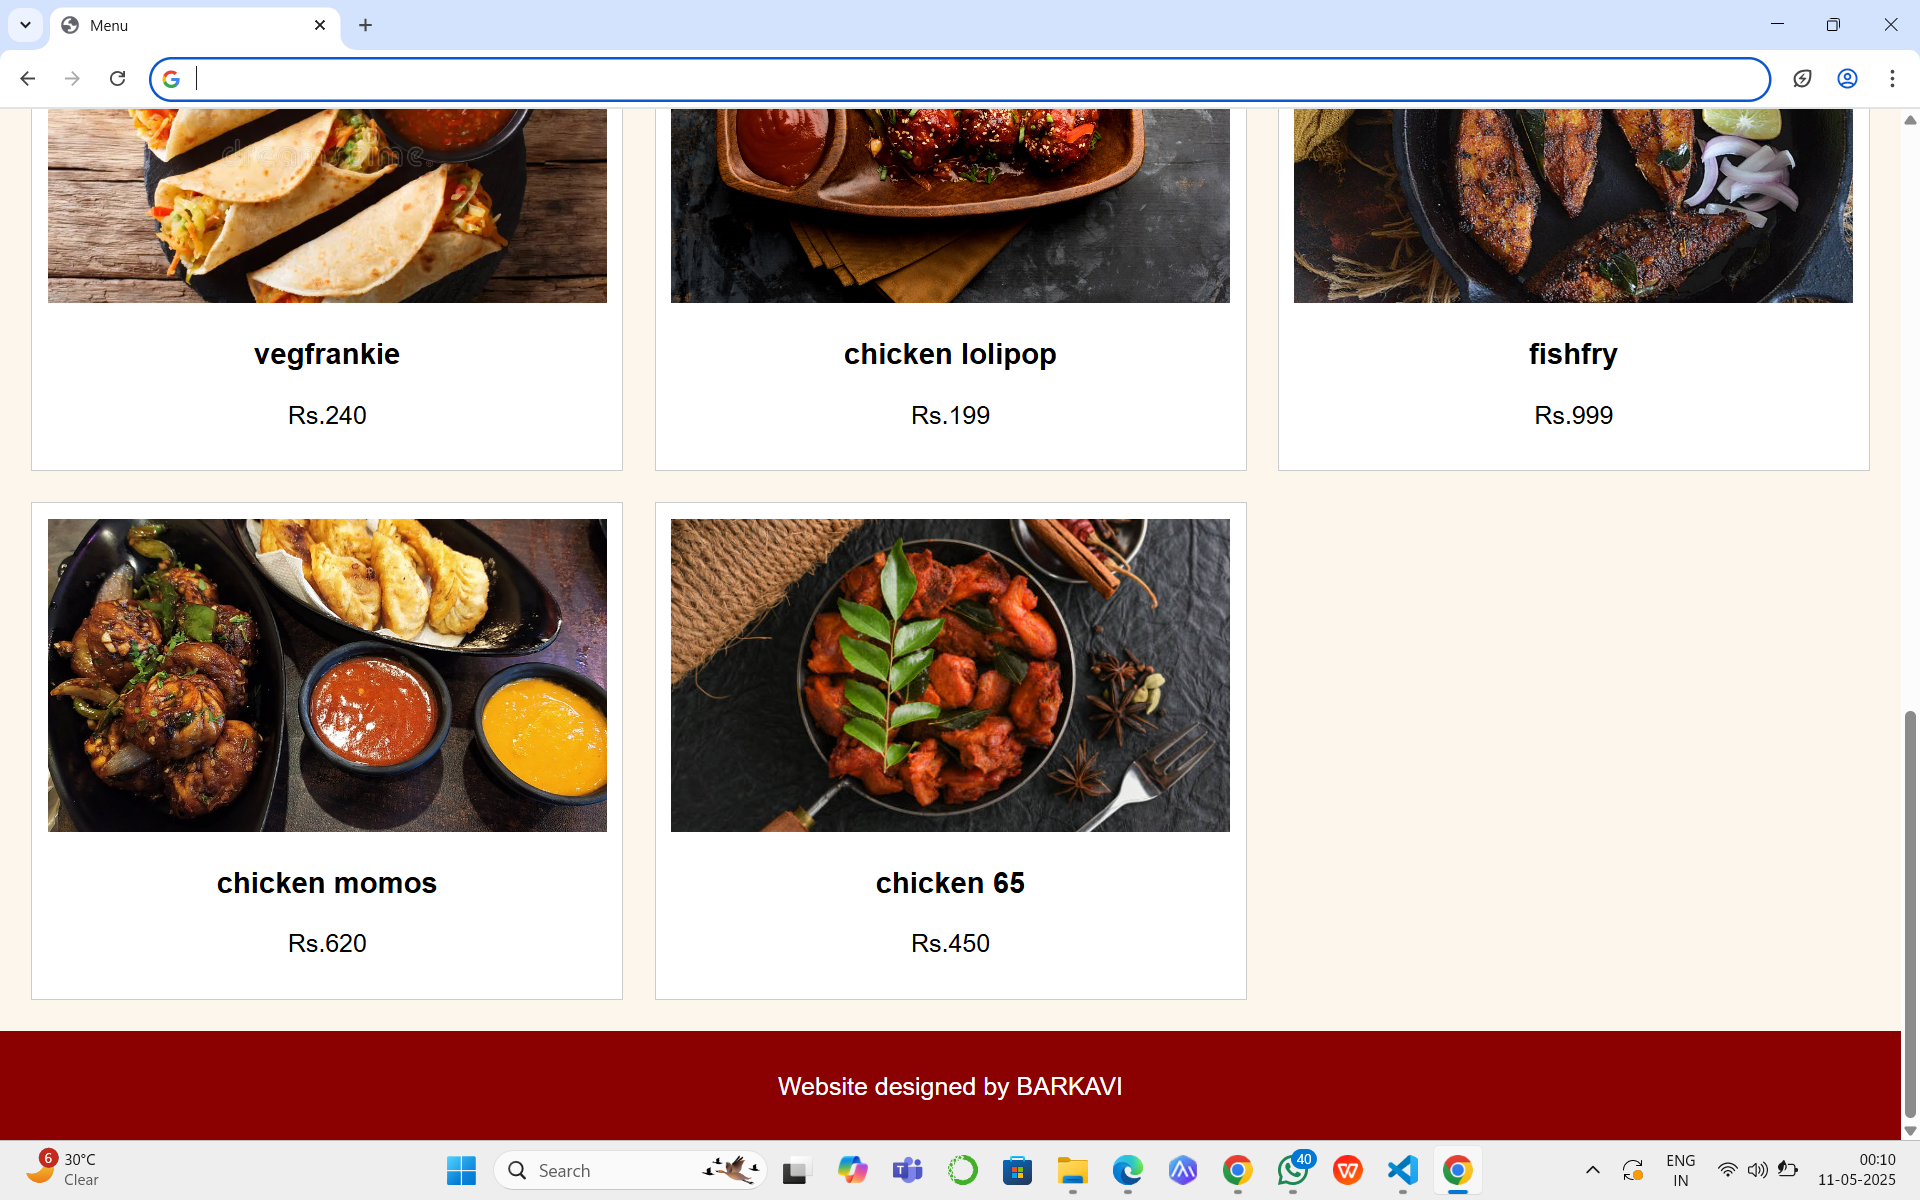 Menu
dreamstime.
vegfrankie
chicken lolipop
fishfry
Rs.240
Rs.199
Rs.999
chicken momos
chicken 65
Rs.620
Rs.450
Website designed by BARKAVI
6
30°C
Clear
Search
40
ENG
IN
00:10
11-05-2025